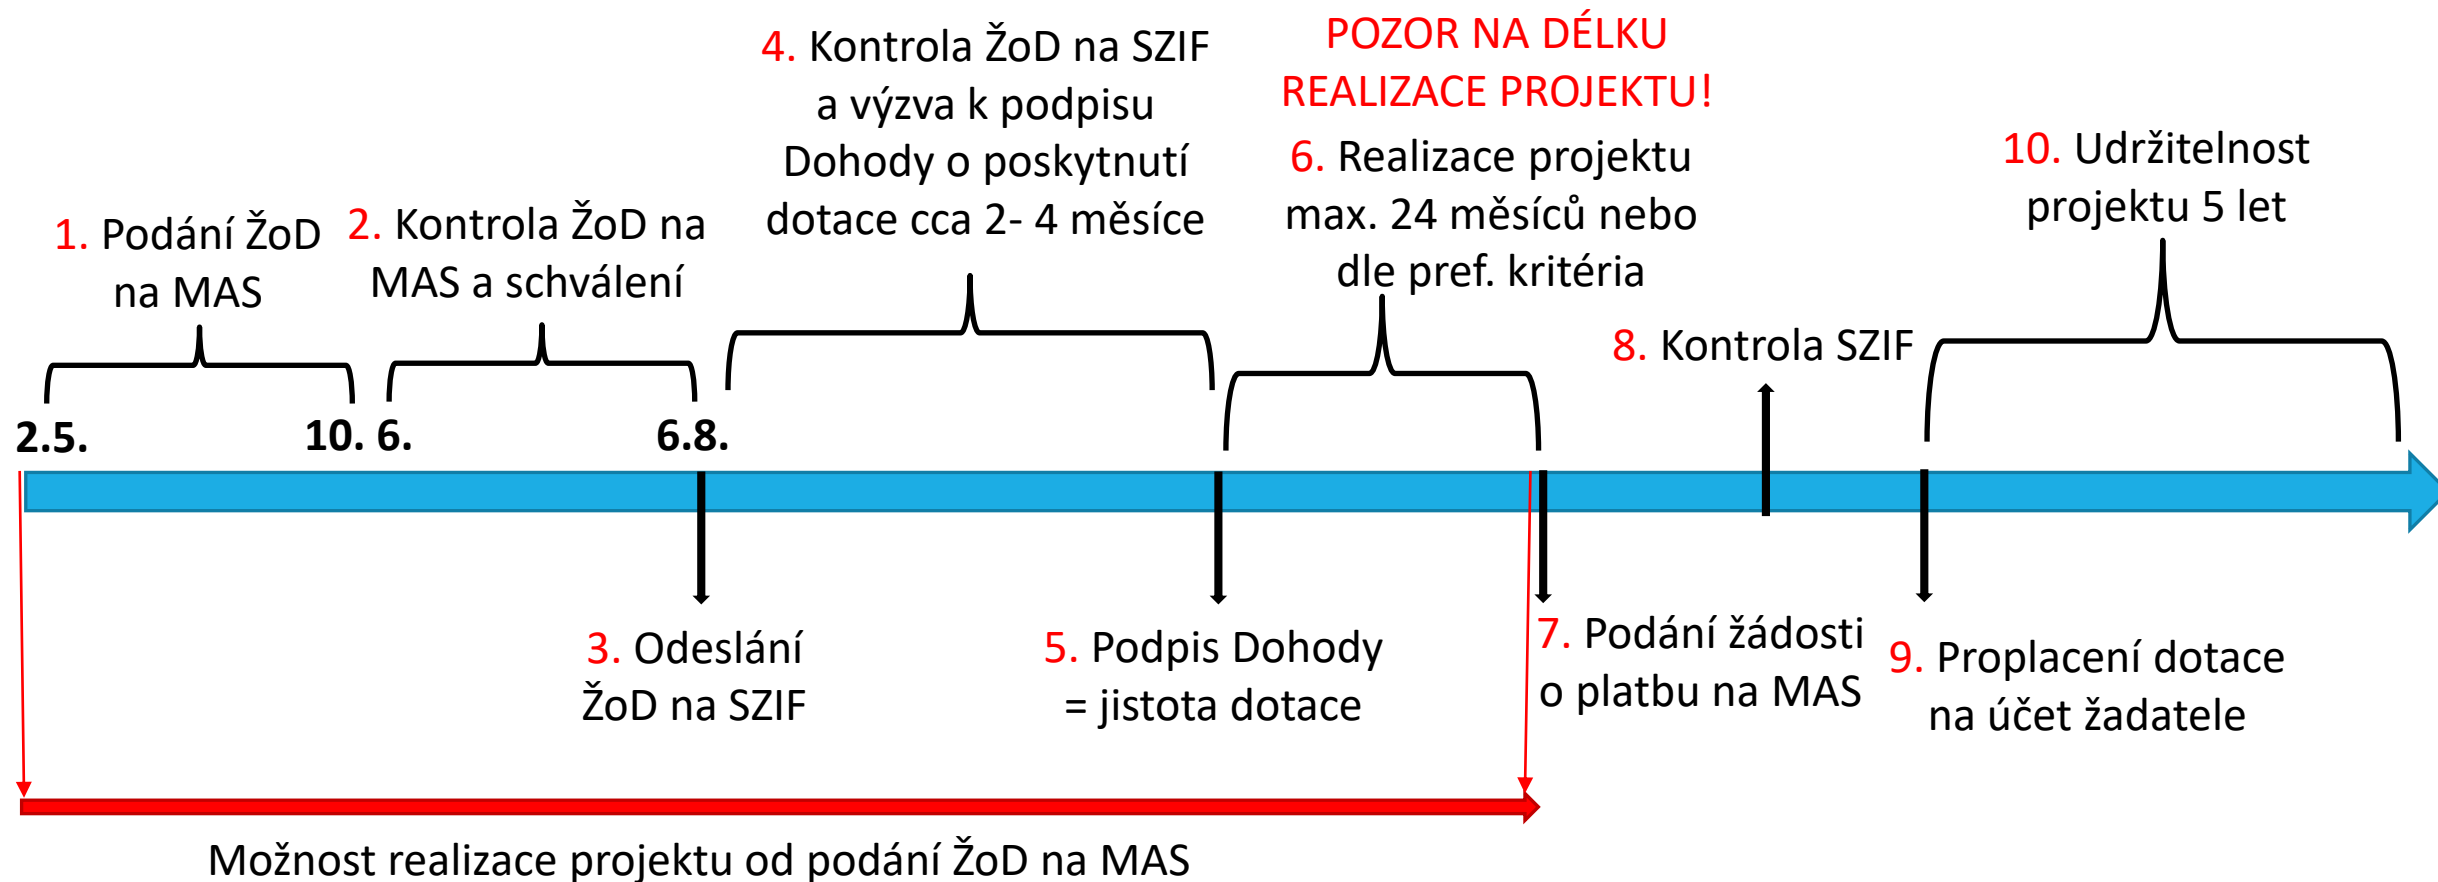 1. Podání ŽoD
na MAS
2. Kontrola ŽoD na
MAS a schválení
4. Kontrola ŽoD na SZIF
a výzva k podpisu
Dohody o poskytnutí
dotace cca 2- 4 měsíce
POZOR NA DÉLKU
REALIZACE PROJEKTU!
6. Realizace projektu
max. 24 měsíců nebo
dle pref. kritéria
8. Kontrola SZIF
10. Udržitelnost
projektu 5 let
2.5.
10. 6.
6.8.
3. Odeslání
ŽoD na SZIF
5. Podpis Dohody
= jistota dotace
7. Podání žádosti
o platbu na MAS
9. Proplacení dotace
na účet žadatele
Možnost realizace projektu od podání ŽoD na MAS